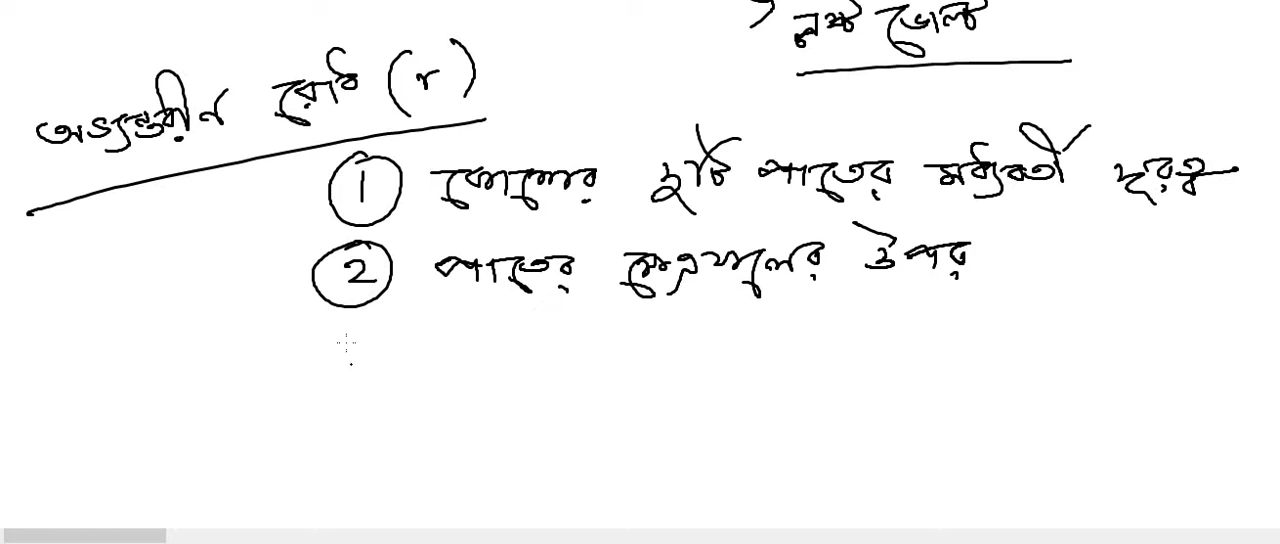 নষ্ট ভোল্ট
অভ্যন্তরীন রোধ (r)
① কোষের দুটি পাতের মধ্যবর্তী দূরত্ব
② পাতের ক্ষেত্রফলের উপর